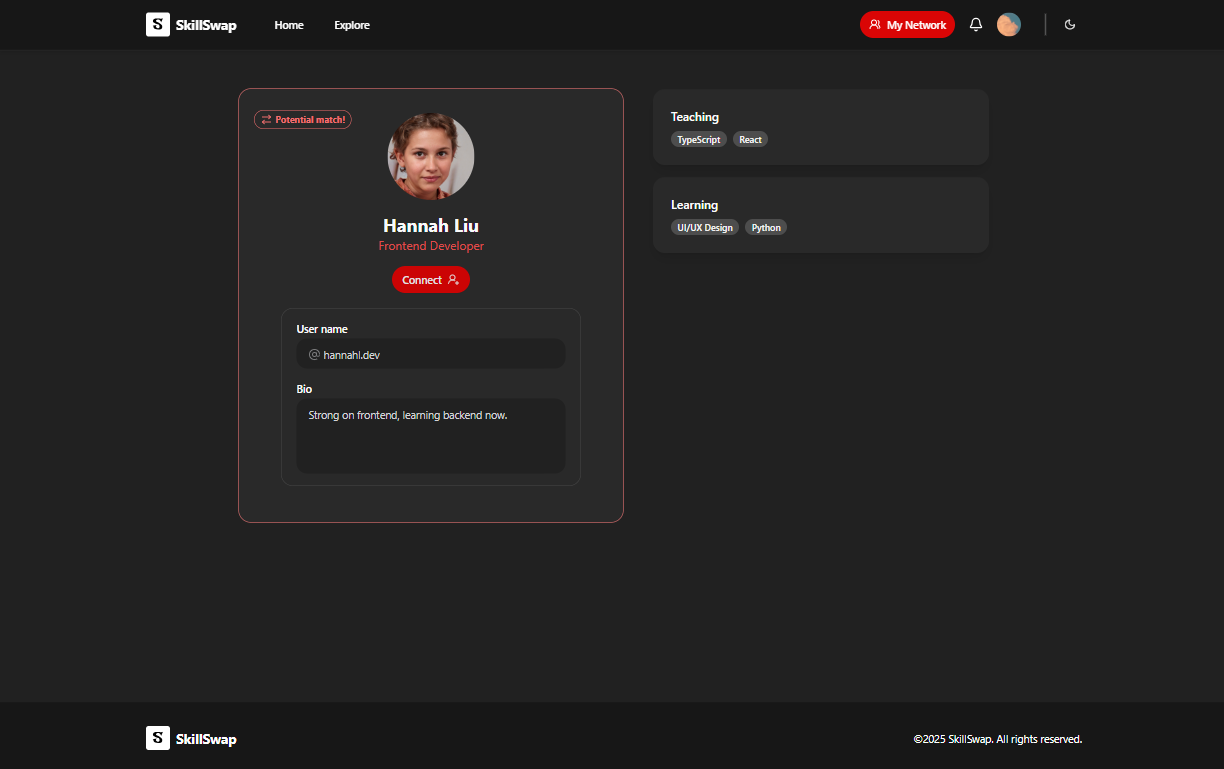 SkillSwap Home Explore My Network
Potential match!
Hannah Liu
Frontend Developer
Connect
User name
@ hannahl.dev
Bio
Strong on frontend, learning backend now.
Teaching
TypeScript React
Learning
UI/UX Design Python
SkillSwap ©2025 SkillSwap. All rights reserved.